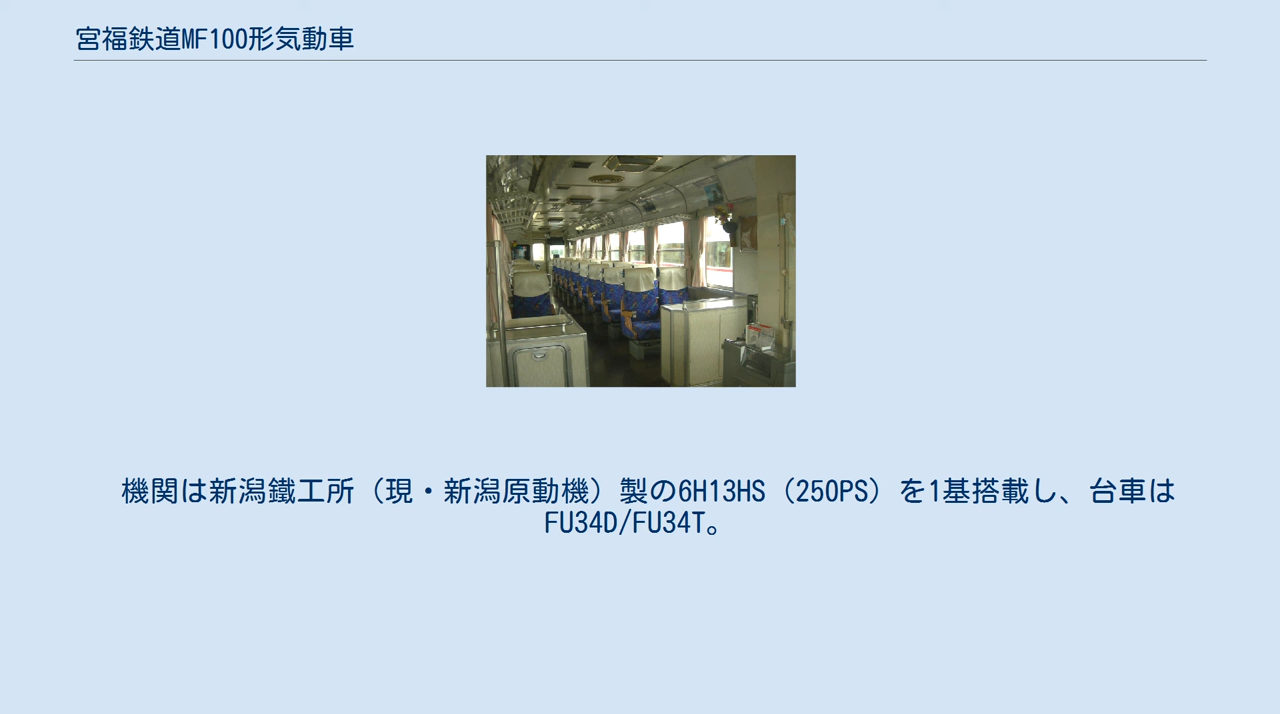 宮福鉄道MF100形気動車
機関は新潟鐵工所（現・新潟原動機）製の6H13HS（250PS）を1基搭載し、台車は
FU34D/FU34T。